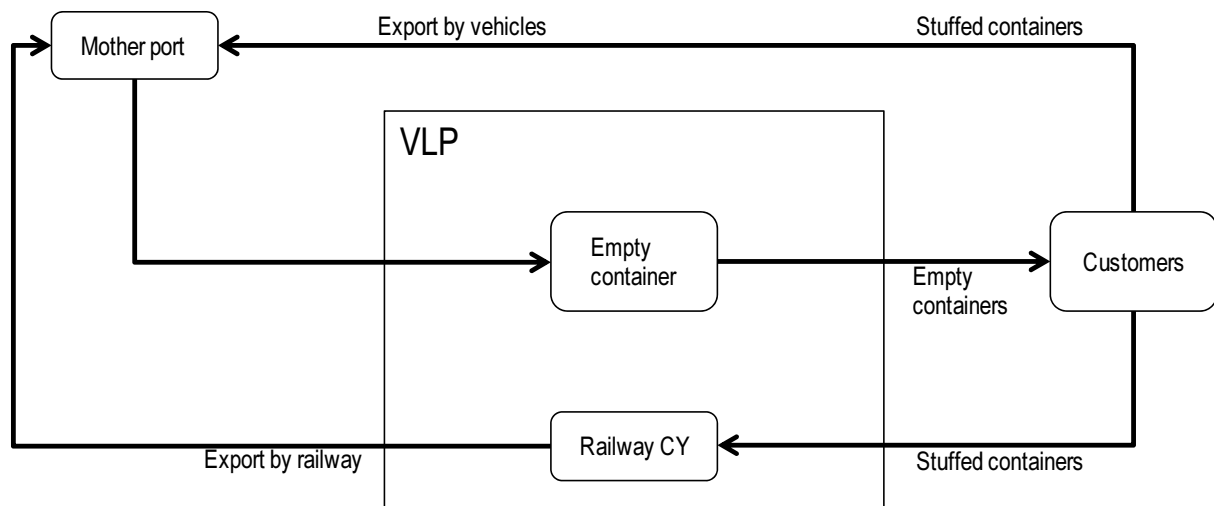 Export by vehicles
Stuffed containers
Mother port
VLP
Empty
container
Customers
Empty
containers
Railway CY
Export by railway
Stuffed containers